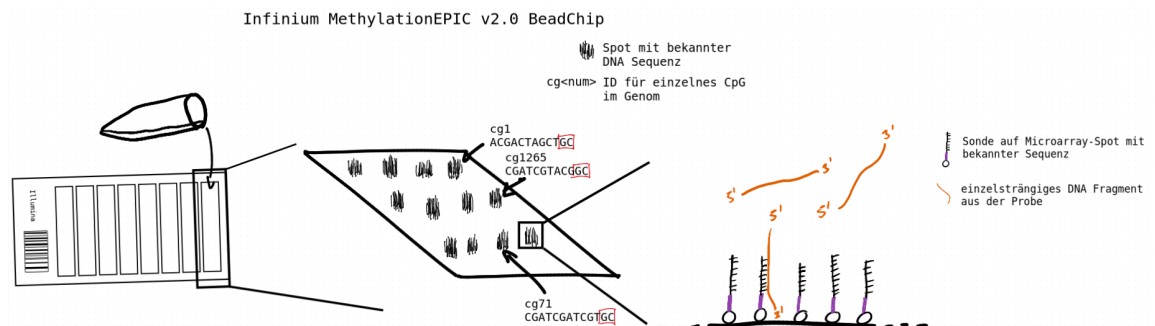 Infinium MethylationEPIC v2.0 BeadChip
Spot mit bekannter
DNA Sequenz
cg<num> ID für einzelnes CpG
im Genom
cg1
ACGACTAGCTGC
cg1265
CGATCGTACGGC
cg71
CGATCGATCGTGC
Illumina
5'
3'
5'
3'
5'
3'
Sonde auf Microarray-Spot mit
bekannter Sequenz
einzelsträngiges DNA Fragment
aus der Probe